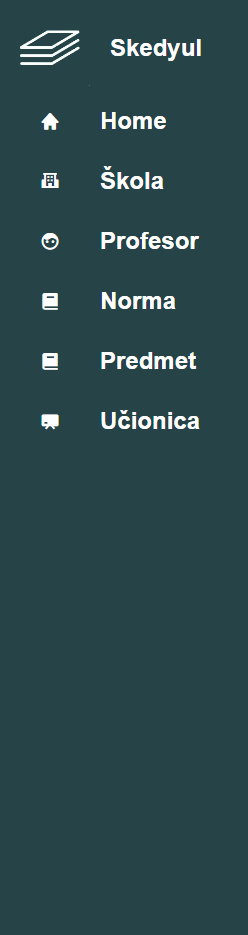 Skedyul
Home
Škola
Profesor
Norma
Predmet
Učionica